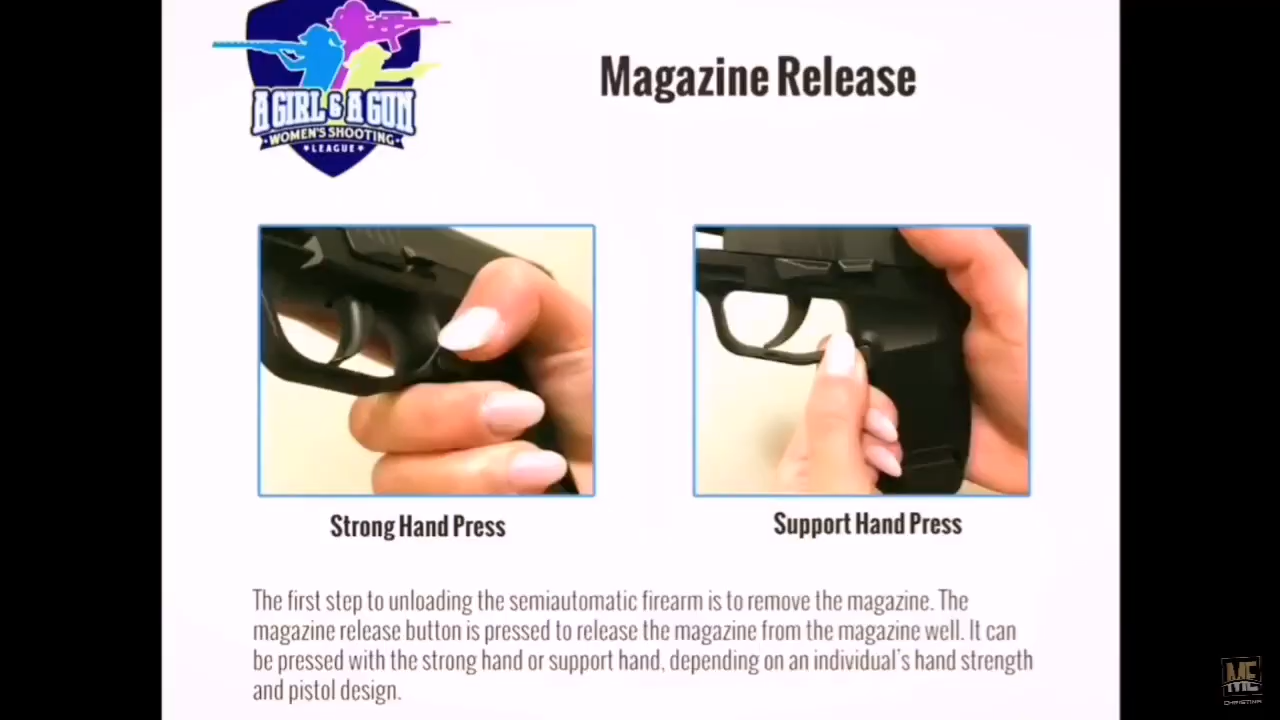 A GIRL & A GUN
WOMEN'S SHOOTING
LEAGUE
Magazine Release
Strong Hand Press
Support Hand Press
The first step to unloading the semiautomatic firearm is to remove the magazine. The
magazine release button is pressed to release the magazine from the magazine well. It can
be pressed with the strong hand or support hand, depending on an individual's hand strength
and pistol design.
ME
CHRISTINA